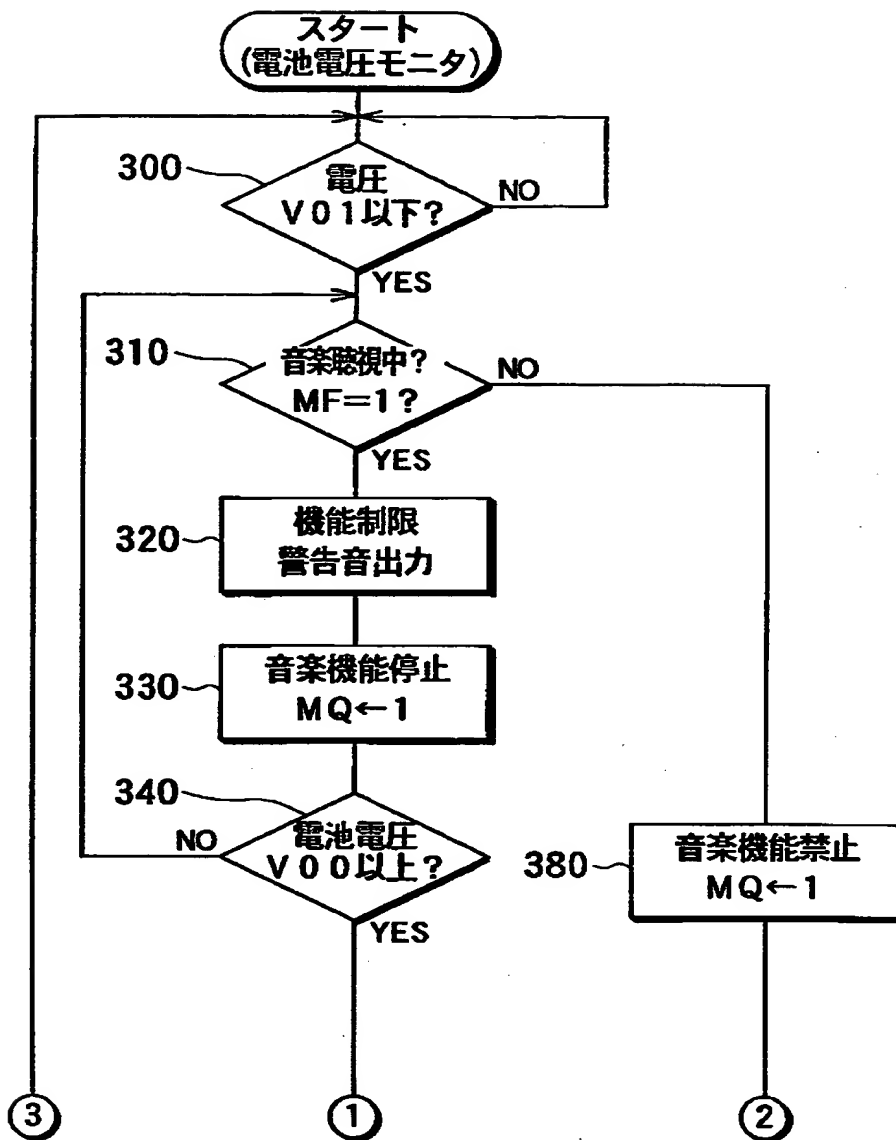 スタート
(電池電圧モニタ)
300
電圧
V01以下?
NO
YES
310
音楽聴視中?
MF=1?
NO
YES
320
機能制限
警告音出力
330
音楽機能停止
MQ←1
340
電池電圧
V00以上?
NO
YES
380
音楽機能禁止
MQ←1
3
1
2